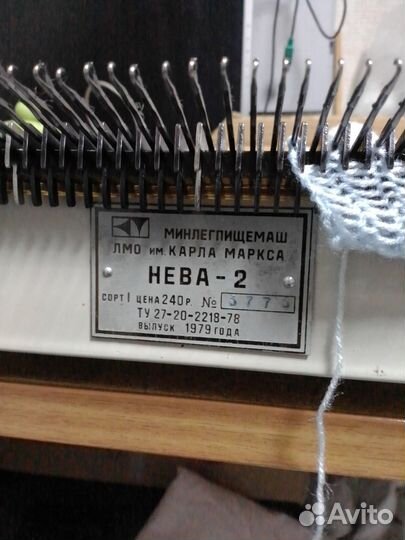 МИНЛЕГПИЩЕМАШ
ЛМО ИМ. КАРЛА МАРКСА
НЕВА - 2
СОРТ I ЦЕНА 240 Р. № 5775
ТУ 27-20-2218-78
ВЫПУСК 1979 ГОДА
Avito